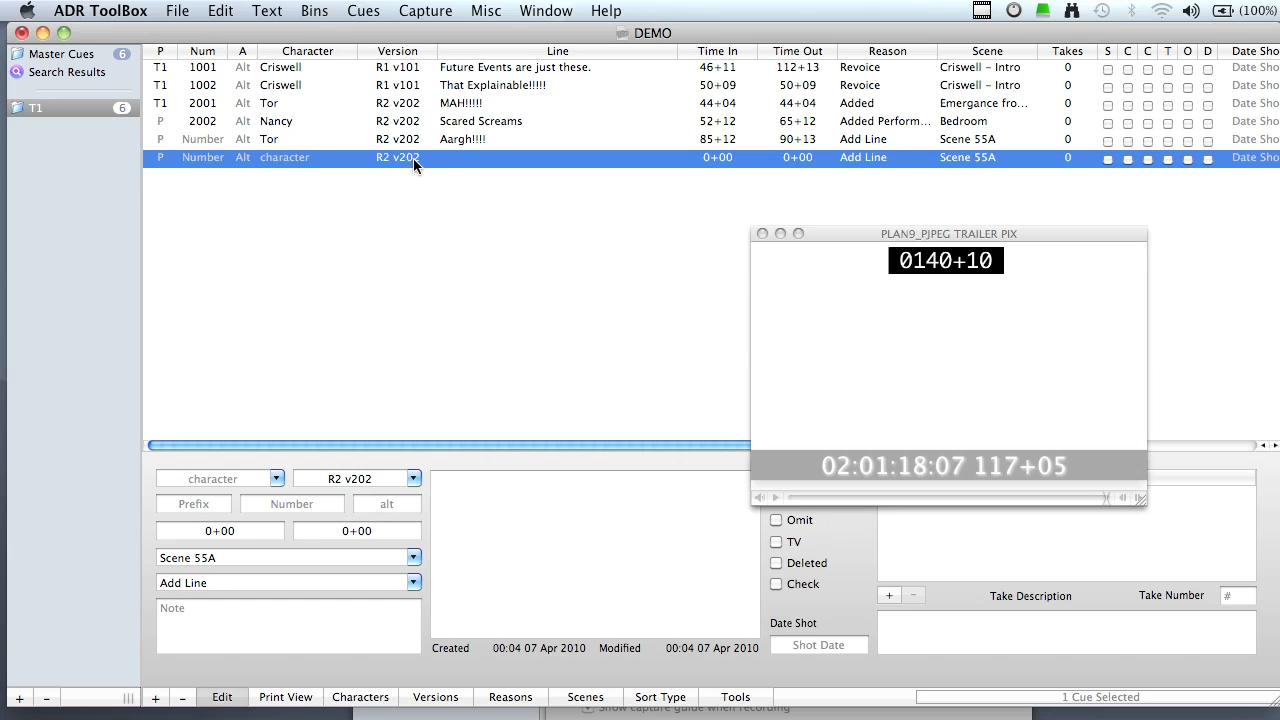 ADR ToolBox File Edit Text Bins Cues Capture Misc Window Help (100%)
DEMO
Master Cues 6
Search Results
T1 6
P Num A Character Version Line Time In Time Out Reason Scene Takes S C C T O D Date Sho
T1 1001 Alt Criswell R1 v101 Future Events are just these. 46+11 112+13 Revoice Criswell – Intro 0 Date Sho
T1 1002 Alt Criswell R1 v101 That Explainable!!!!! 50+09 50+09 Revoice Criswell – Intro 0 Date Sho
T1 2001 Alt Tor R2 v202 MAH!!!!! 44+04 44+04 Added Emergance fro... 0 Date Sho
P 2002 Alt Nancy R2 v202 Scared Screams 52+12 65+12 Added Perform... Bedroom 0 Date Sho
P Number Alt Tor R2 v202 Aargh!!!! 85+12 90+13 Add Line Scene 55A 0 Date Sho
P Number Alt character R2 v202 0+00 0+00 Add Line Scene 55A 0 Date Sho
PLAN9_PJPEG TRAILER PIX
0140+10
02:01:18:07 117+05
character R2 v202
Prefix Number alt
0+00 0+00
Scene 55A
Add Line
Note
Created 00:04 07 Apr 2010 Modified 00:04 07 Apr 2010
Omit
TV
Deleted
Check
Date Shot
Shot Date
+ – Take Description Take Number #
+ – + – Edit Print View Characters Versions Reasons Scenes Sort Type Tools 1 Cue Selected
Show capture guide when recording